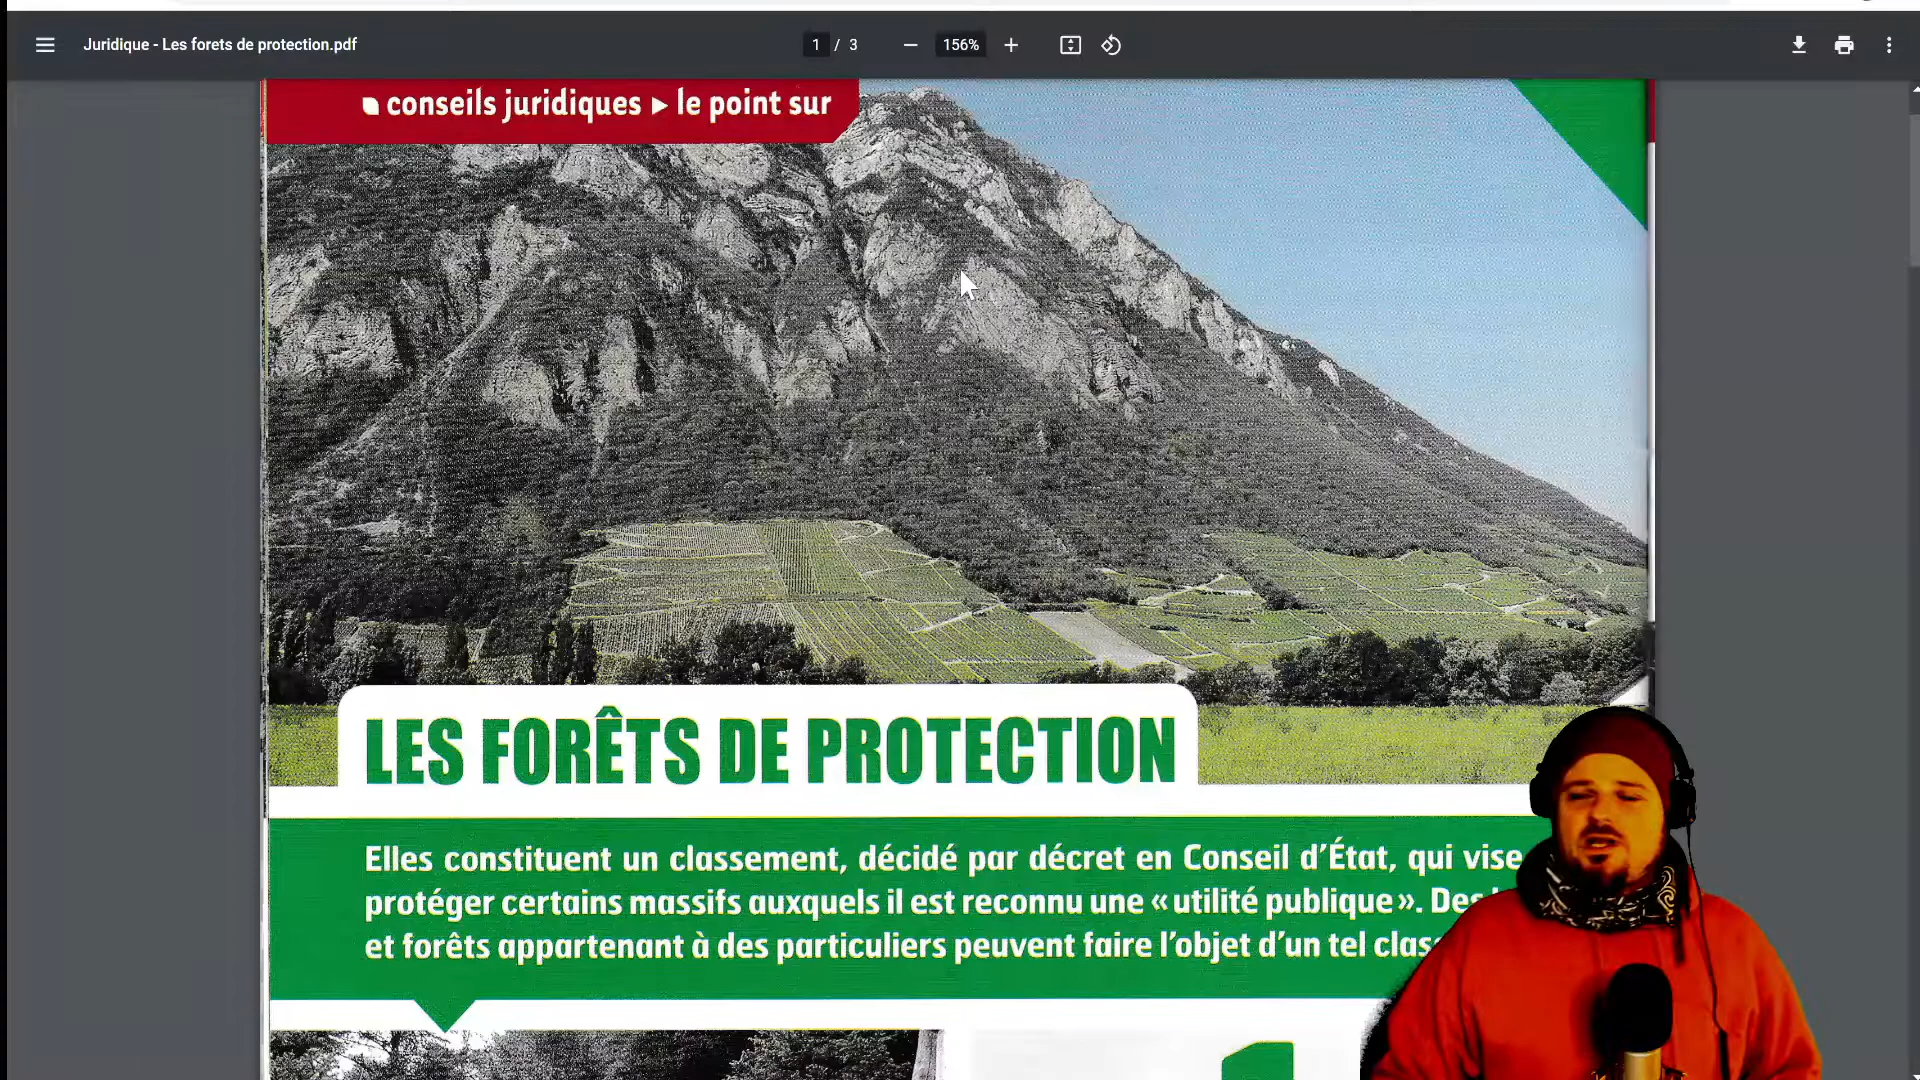 Juridique - Les forets de protection.pdf
1 / 3
156%
conseils juridiques ▸ le point sur
LES FORÊTS DE PROTECTION
Elles constituent un classement, décidé par décret en Conseil d'État, qui vise
protéger certains massifs auxquels il est reconnu une « utilité publique ». Des
et forêts appartenant à des particuliers peuvent faire l'objet d'un tel
1